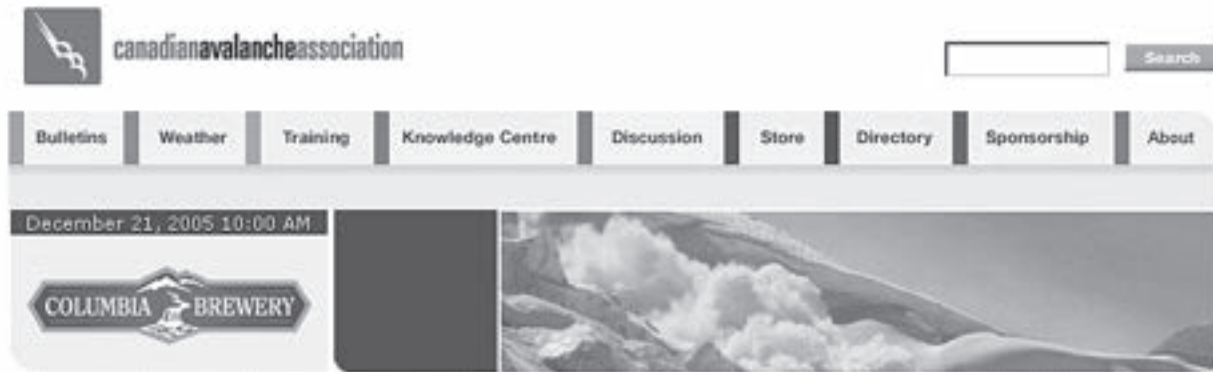 canadianavalancheassociation
Search
Bulletins Weather Training Knowledge Centre Discussion Store Directory Sponsorship About
December 21, 2005 10:00 AM
COLUMBIA BREWERY